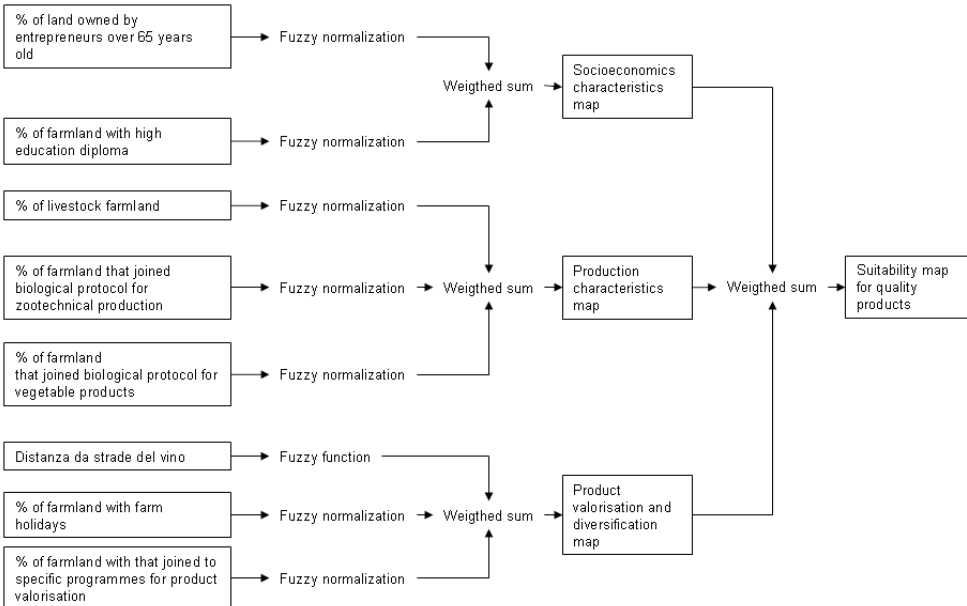 % of land owned by
entrepreneurs over 65 years
old
Fuzzy normalization
Weigthed sum
Socioeconomics
characteristics
map
% of farmland with high
education diploma
Fuzzy normalization
% of livestock farmland
Fuzzy normalization
% of farmland that joined
biological protocol for
zootechnical production
Fuzzy normalization
Weigthed sum
Production
characteristics
map
Weigthed sum
Suitability map
for quality
products
% of farmland
that joined biological protocol for
vegetable products
Fuzzy normalization
Distanza da strade del vino
Fuzzy function
% of farmland with farm
holidays
Fuzzy normalization
Weigthed sum
Product
valorisation and
diversification
map
% of farmland with that joined to
specific programmes for product
valorisation
Fuzzy normalization